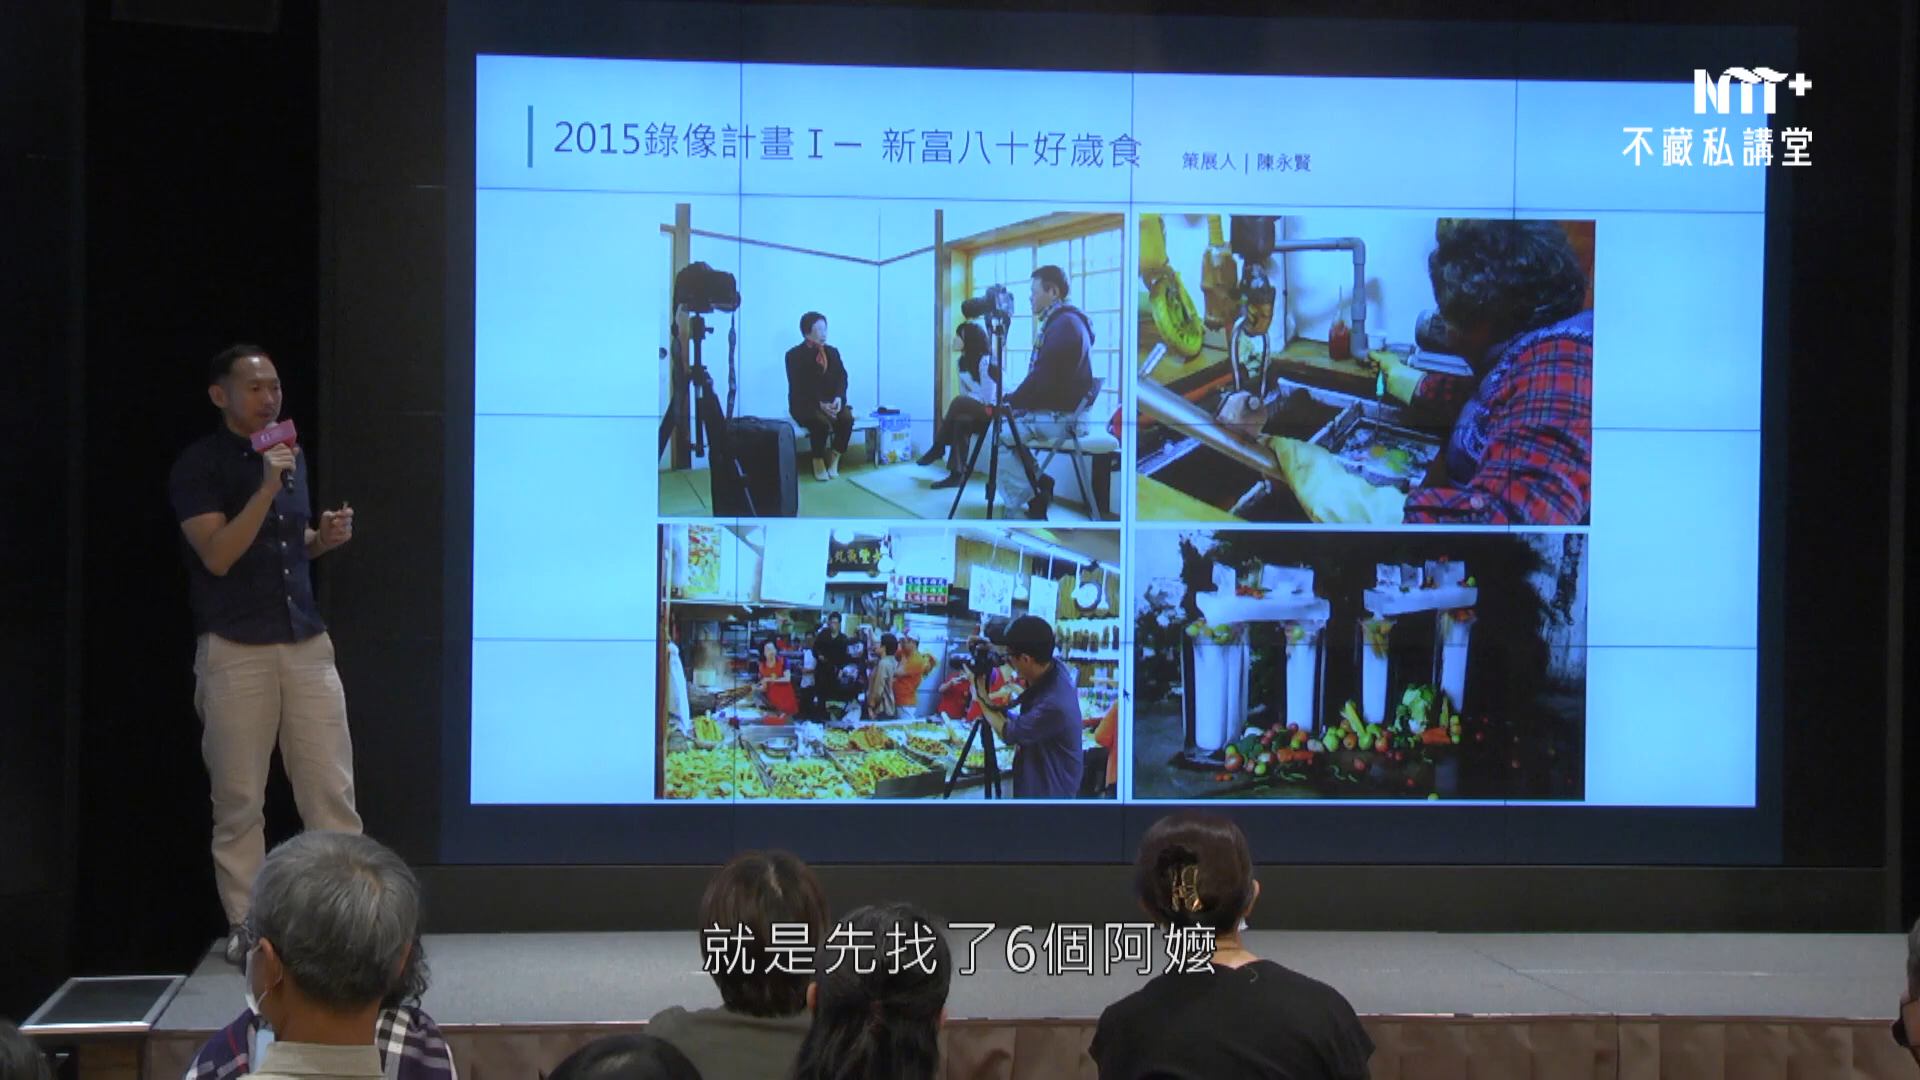 NTT+
不藏私講堂
2015錄像計畫 I — 新富八十好歲食
策展人 | 陳永賢
就是先找了6個阿嬤